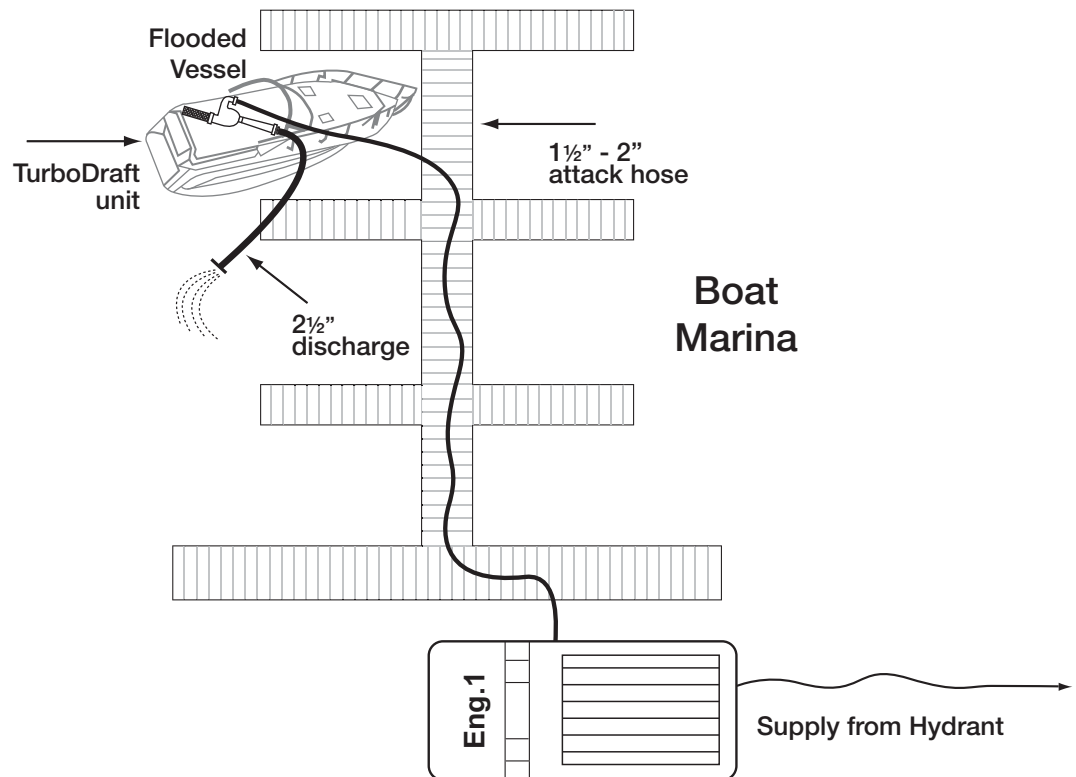 Flooded
Vessel
TurboDraft
unit
1½” - 2”
attack hose
2½”
discharge
Boat
Marina
Eng.1
Supply from Hydrant